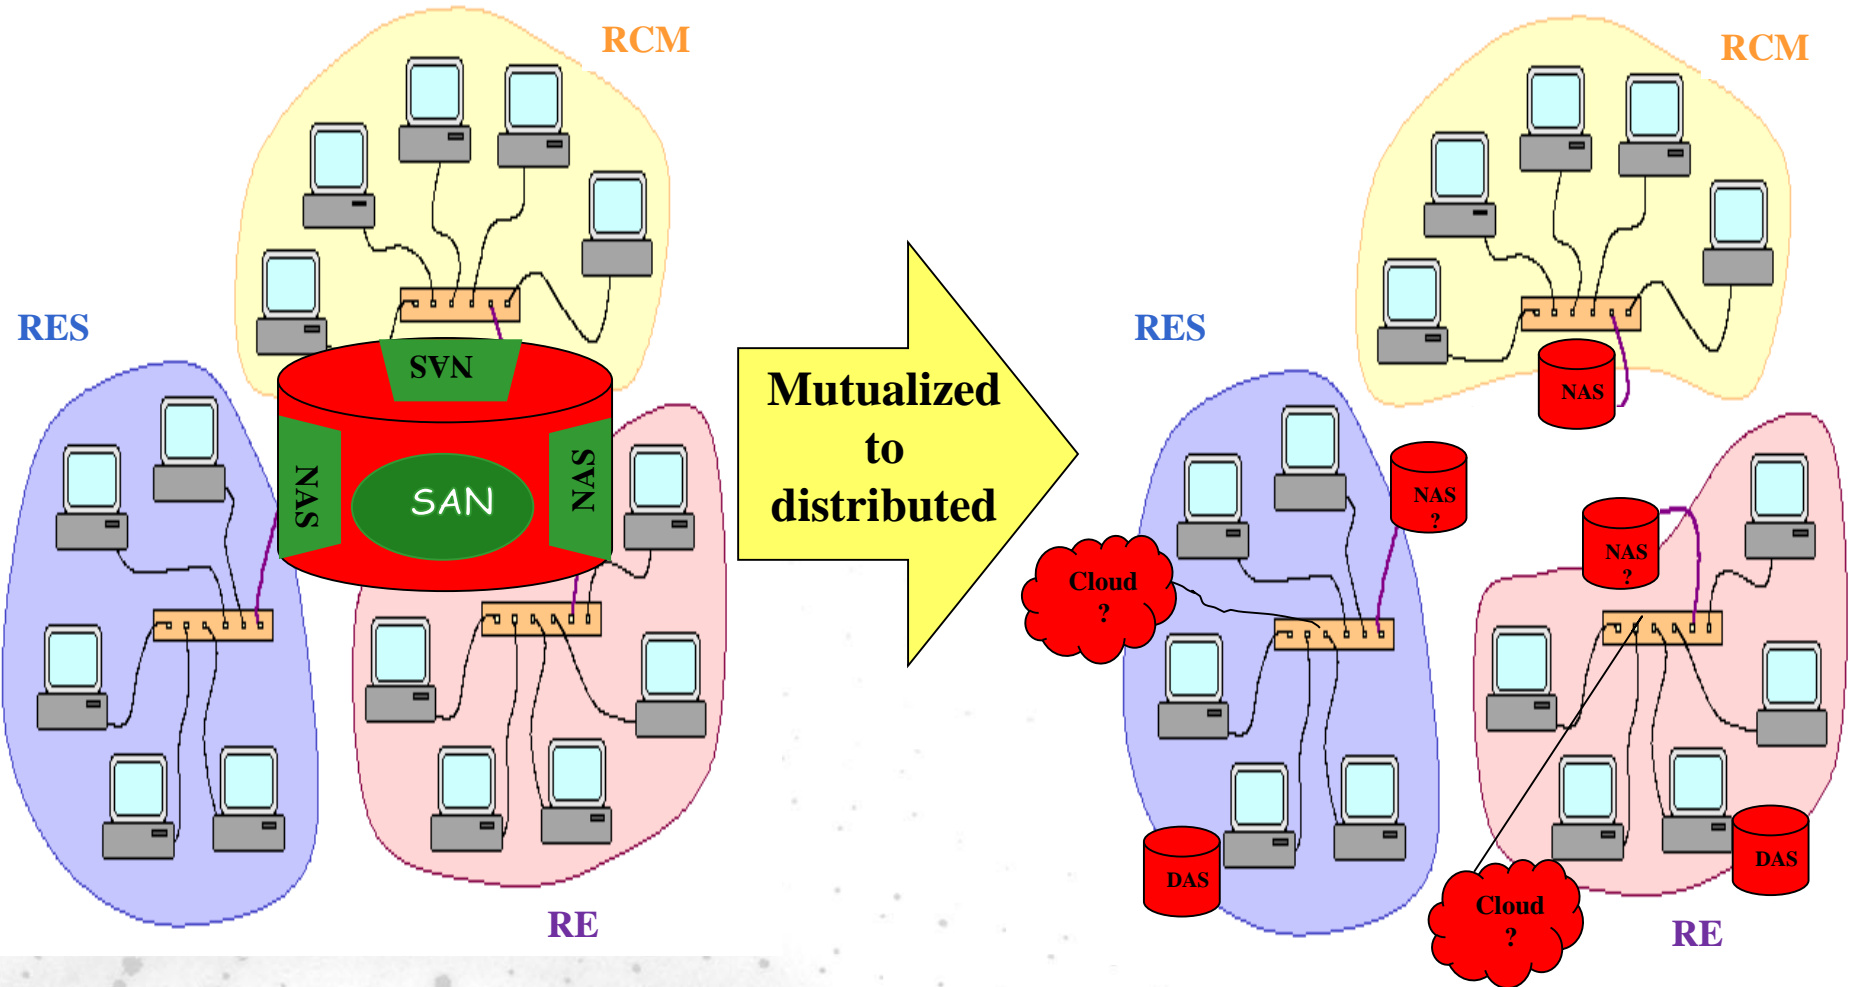 RCM
RES
NAS
NAS
SAN
NAS
RE
Mutualized
to
distributed
RCM
RES
NAS
NAS
?
NAS
?
Cloud
?
DAS
DAS
Cloud
?
RE